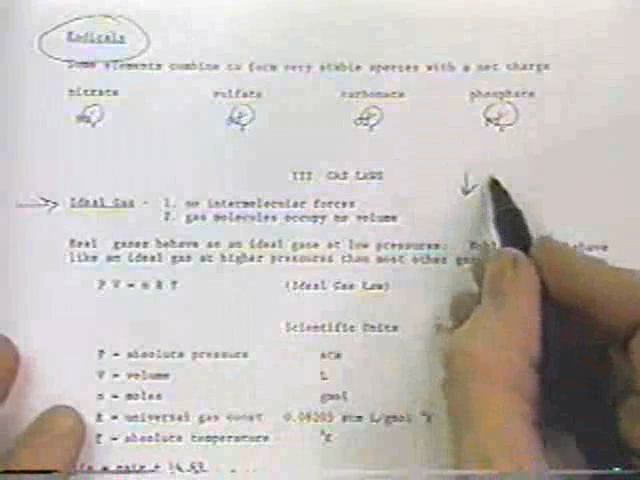 Radicals
Some elements combine to form very stable species with a net charge
nitrate sulfate carbonate phosphate
III GAS LAWS
Ideal Gas - 1. no intermolecular forces
2. gas molecules occupy no volume
Real gases behave as an ideal gase at low pressures.
like an ideal gas at higher pressures than most other
P V = n R T (Ideal Gas Law)
Scientific Units
P = absolute pressure atm
V = volume L
n = moles gmol
R = universal gas const 0.08205 atm L/gmol °K
T = absolute temperature °K